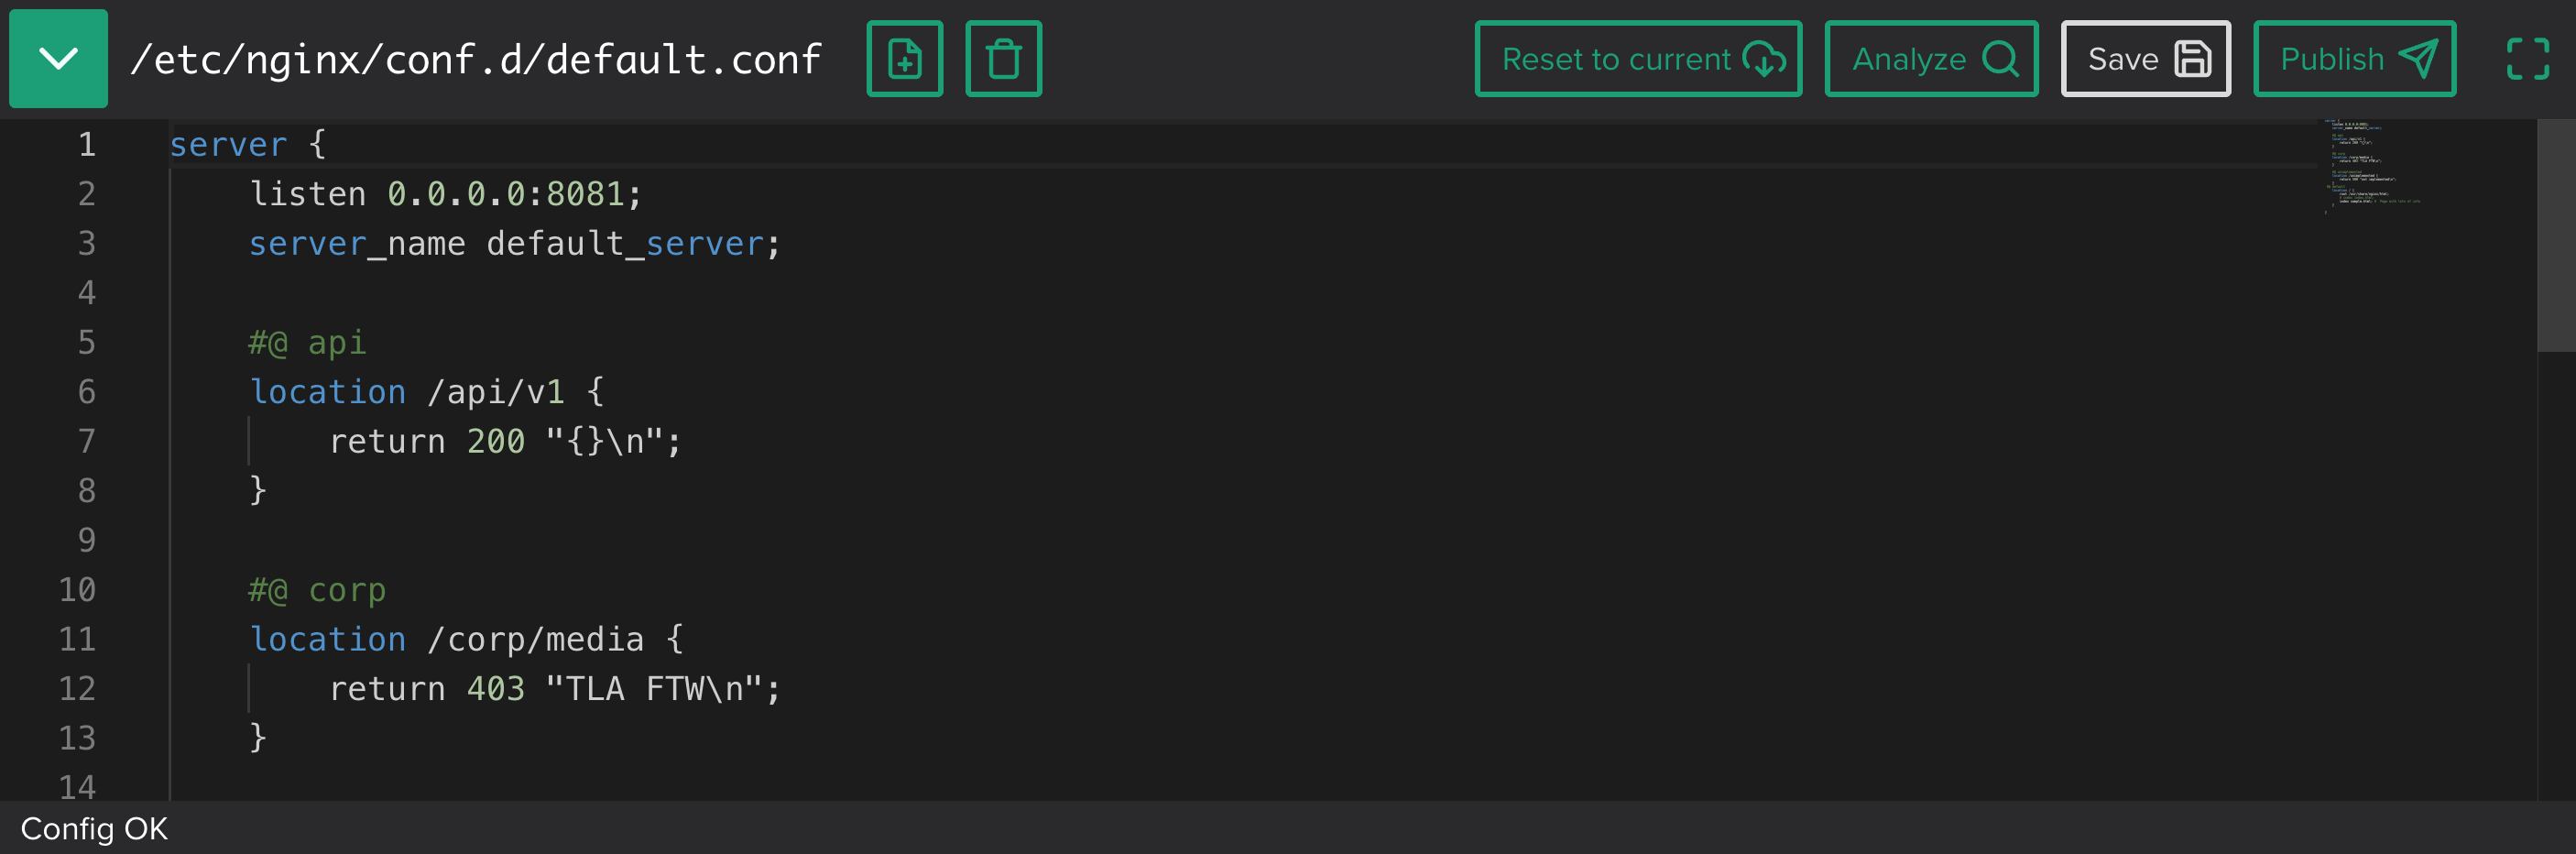 /etc/nginx/conf.d/default.conf Reset to current Analyze Save Publish
1 server {
2     listen 0.0.0.0:8081;
3     server_name default_server;
4
5     #@ api
6     location /api/v1 {
7         return 200 "{}\n";
8     }
9
10     #@ corp
11     location /corp/media {
12         return 403 "TLA FTW\n";
13     }
14
Config OK